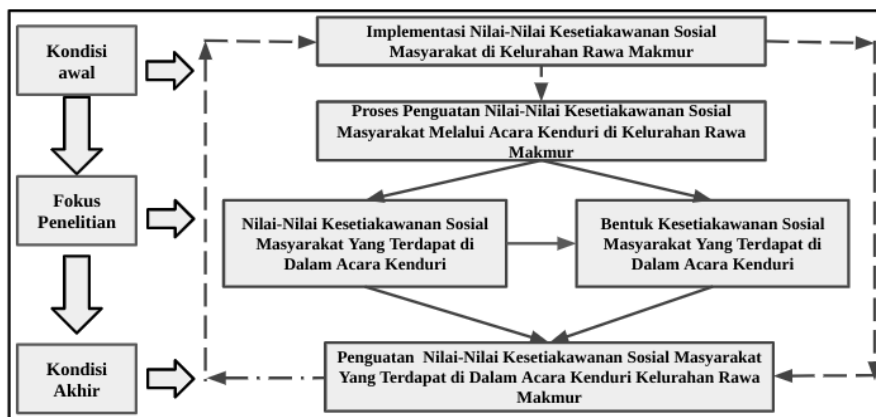 Kondisi
awal
Implementasi Nilai-Nilai Kesetiakawanan Sosial
Masyarakat di Kelurahan Rawa Makmur
Proses Penguatan Nilai-Nilai Kesetiakawanan Sosial
Masyarakat Melalui Acara Kenduri di Kelurahan Rawa
Makmur
Fokus
Penelitian
Nilai-Nilai Kesetiakawanan Sosial
Masyarakat Yang Terdapat di
Dalam Acara Kenduri
Bentuk Kesetiakawanan Sosial
Masyarakat Yang Terdapat di
Dalam Acara Kenduri
Kondisi
Akhir
Penguatan Nilai-Nilai Kesetiakawanan Sosial Masyarakat
Yang Terdapat di Dalam Acara Kenduri Kelurahan Rawa
Makmur